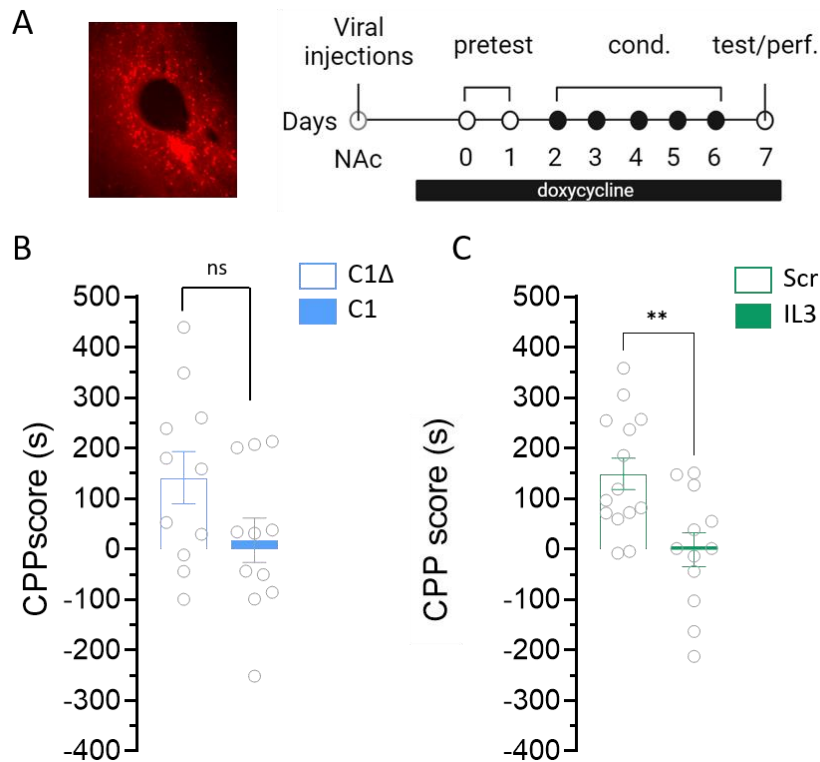 A
Viral
injections
pretest
cond.
test/perf.
Days
NAc
0
1
2
3
4
5
6
7
doxycycline
B
ns
C1Δ
C1
CPPscore (s)
500
400
300
200
100
0
-100
-200
-300
-400
C
**
Scr
IL3
CPP score (s)
500
400
300
200
100
0
-100
-200
-300
-400